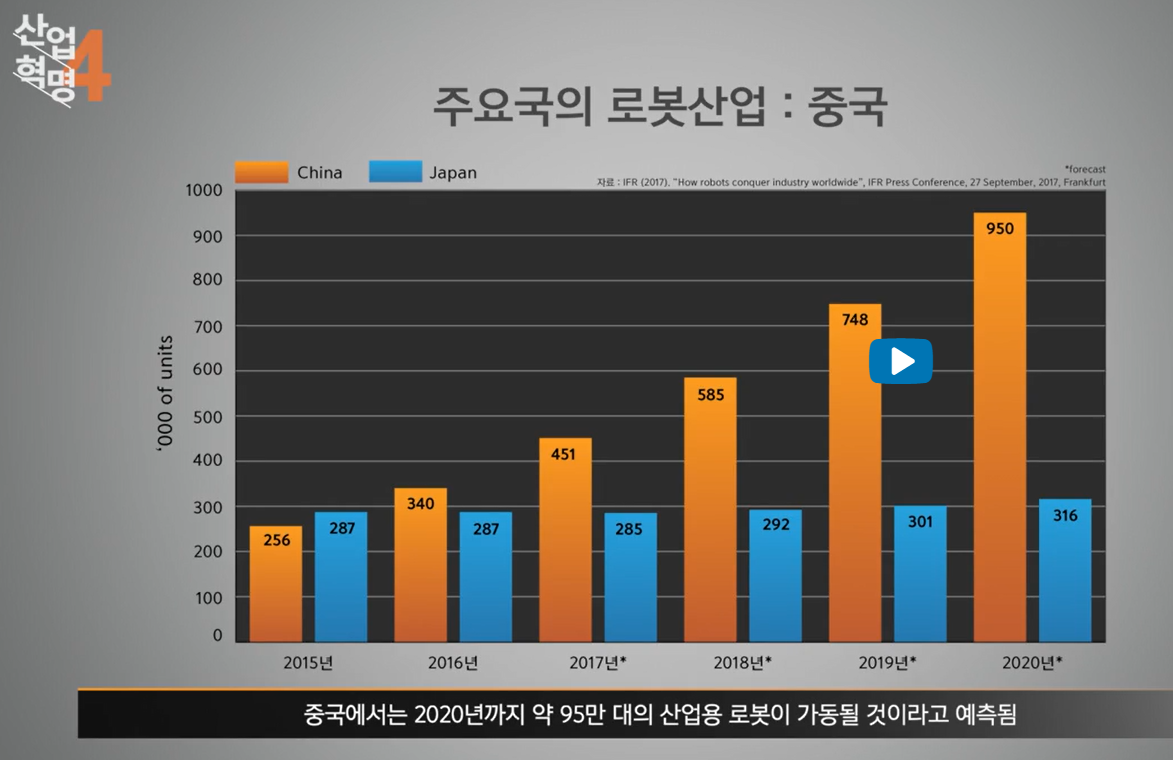 산업
혁명 4
주요국의 로봇산업 : 중국
China
Japan
*forecast
자료 : IFR (2017), "How robots conquer industry worldwide", IFR Press Conference, 27 September, 2017, Frankfurt
'000 of units
1000
900
800
700
600
500
400
300
200
100
0
256
287
340
287
451
285
585
292
748
301
950
316
2015년
2016년
2017년*
2018년*
2019년*
2020년*
중국에서는 2020년까지 약 95만 대의 산업용 로봇이 가동될 것이라고 예측됨